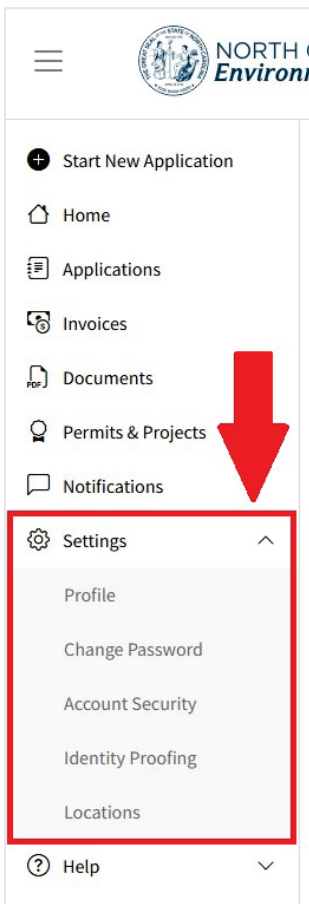 NORTH
Environ
Start New Application
Home
Applications
Invoices
PDF
Documents
Permits & Projects
Notifications
Settings
Profile
Change Password
Account Security
Identity Proofing
Locations
Help